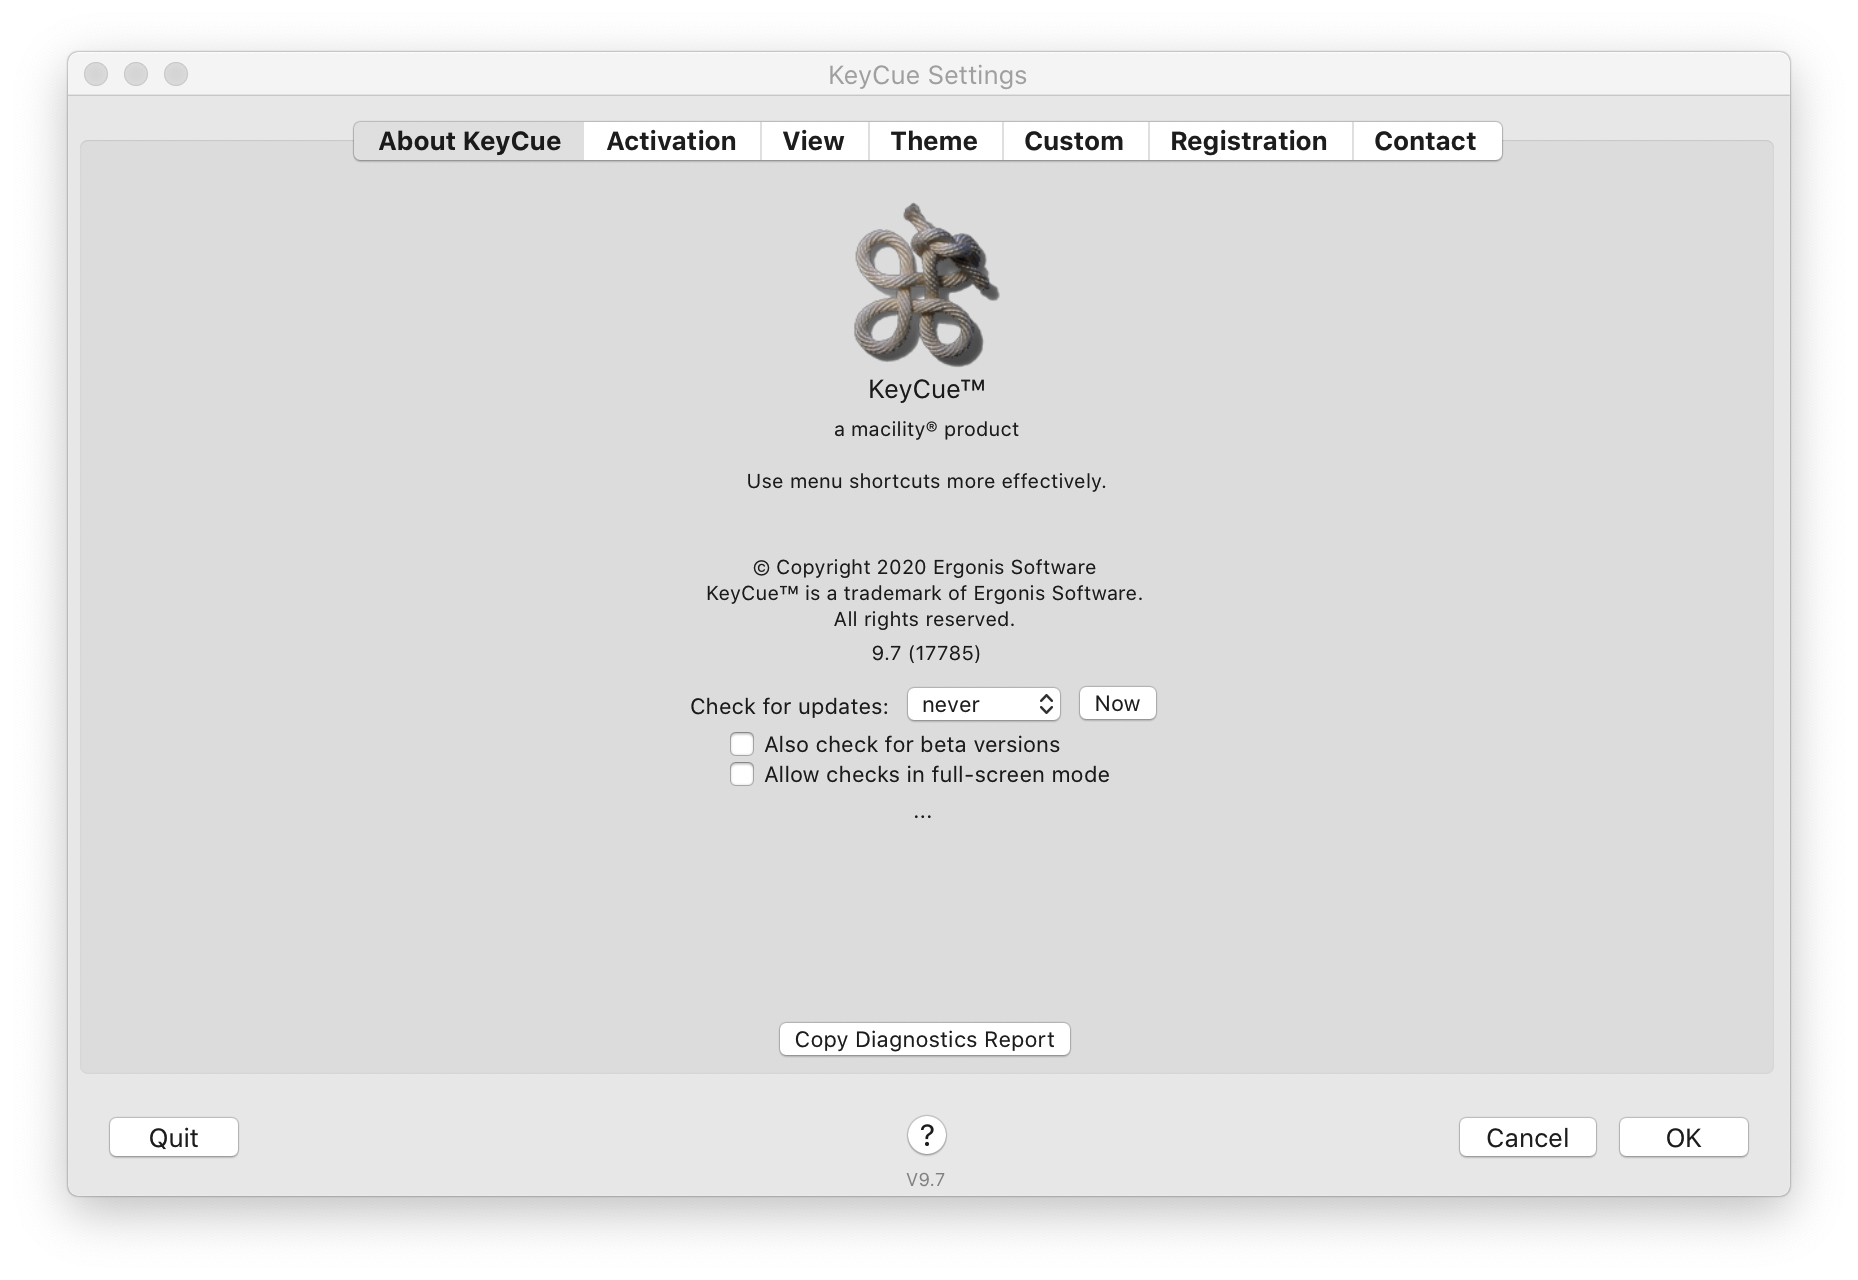 KeyCue Settings
About KeyCue Activation View Theme Custom Registration Contact
KeyCue™
a macility® product
Use menu shortcuts more effectively.
© Copyright 2020 Ergonis Software
KeyCue™ is a trademark of Ergonis Software.
All rights reserved.
9.7 (17785)
Check for updates: never Now
Also check for beta versions
Allow checks in full-screen mode
...
Copy Diagnostics Report
Quit ? Cancel OK
V9.7